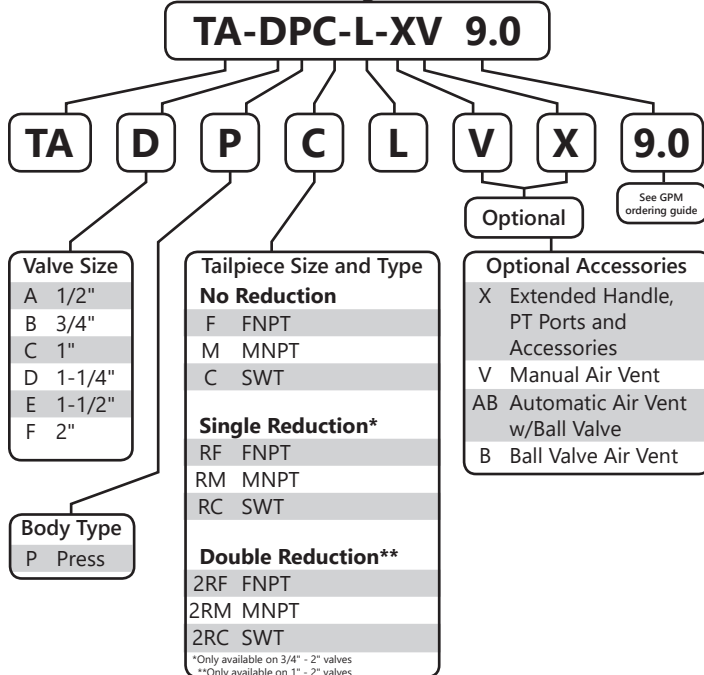 TA-DPC-L-XV 9.0
TA D P C L V X 9.0
See GPM
ordering guide
Optional
Valve Size
A 1/2"
B 3/4"
C 1"
D 1-1/4"
E 1-1/2"
F 2"
Body Type
P Press
Tailpiece Size and Type
No Reduction
F FNPT
M MNPT
C SWT
Single Reduction*
RF FNPT
RM MNPT
RC SWT
Double Reduction**
2RF FNPT
2RM MNPT
2RC SWT
*Only available on 3/4" - 2" valves
**Only available on 1" - 2" valves
Optional Accessories
X Extended Handle,
PT Ports and
Accessories
V Manual Air Vent
AB Automatic Air Vent
w/Ball Valve
B Ball Valve Air Vent